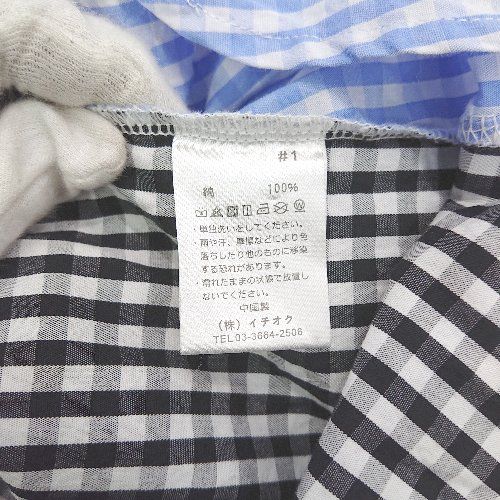 #1
綿 100%
・単独洗いをしてください。
・雨や汗、摩擦などにより色
落ちしたり他のものに移染
する恐れがあります。
・濡れたままの状態で放置し
ないでください。
中国製
(株) イチオク
TEL03-3664-2506